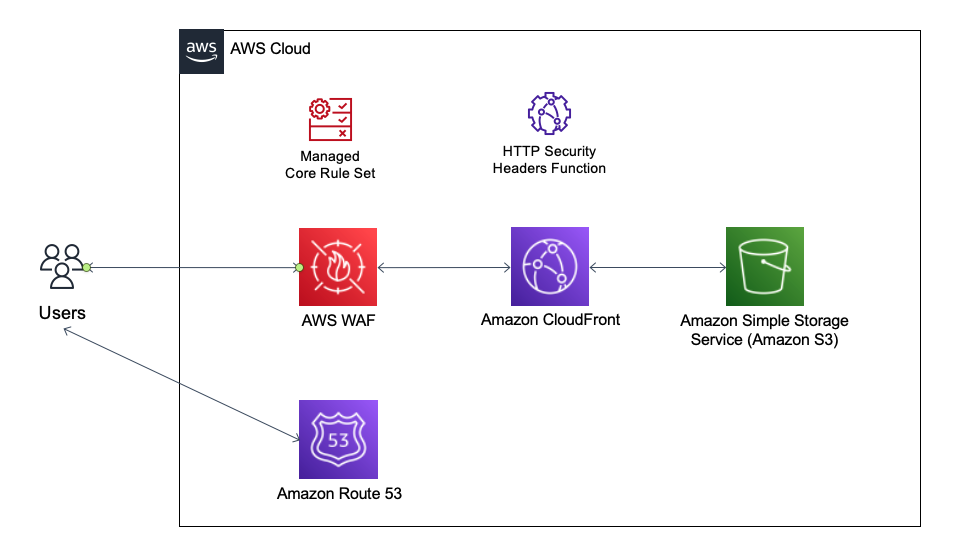 aws
AWS Cloud
Managed
Core Rule Set
HTTP Security
Headers Function
Users
AWS WAF
Amazon CloudFront
Amazon Simple Storage
Service (Amazon S3)
53
Amazon Route 53